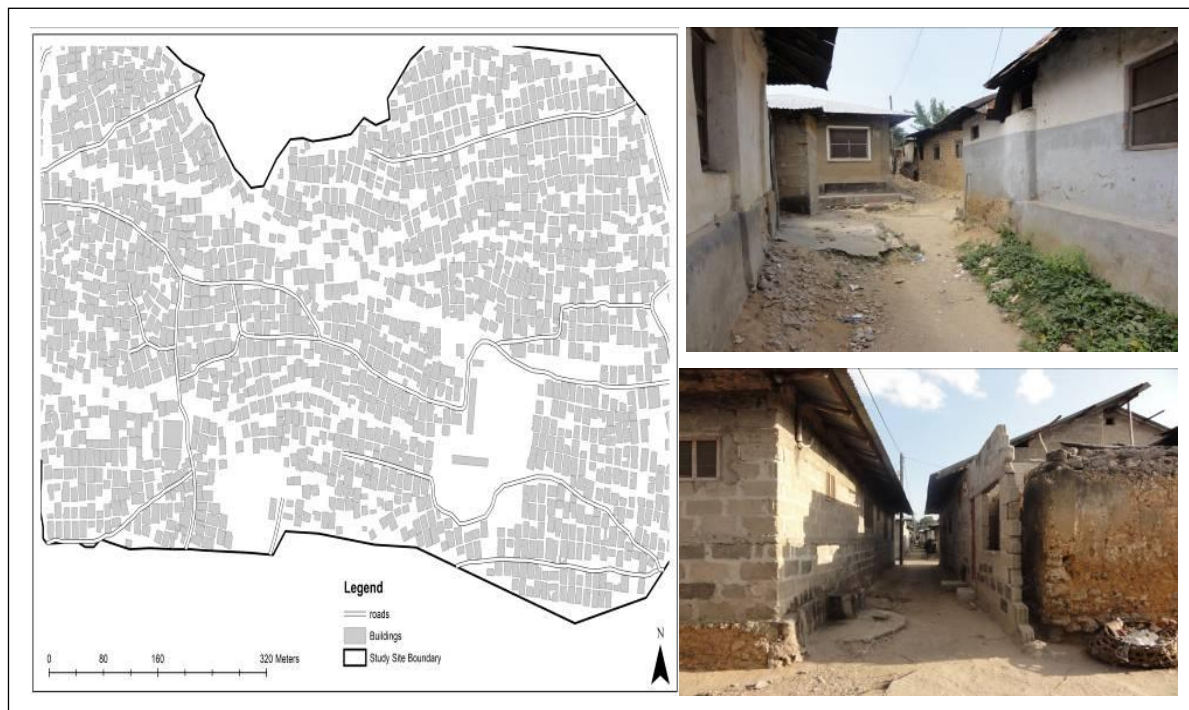 Legend
roads
Buildings
Study Site Boundary
N
0 80 160 320 Meters